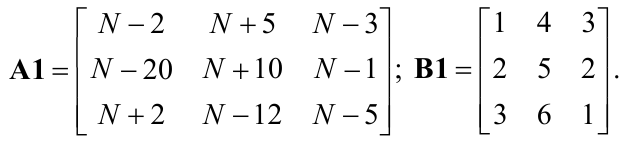 A1 = [ N − 2   N + 5   N − 3 ; N − 20   N + 10   N − 1 ; N + 2   N − 12   N − 5 ]; B1 = [ 1   4   3 ; 2   5   2 ; 3   6   1 ].